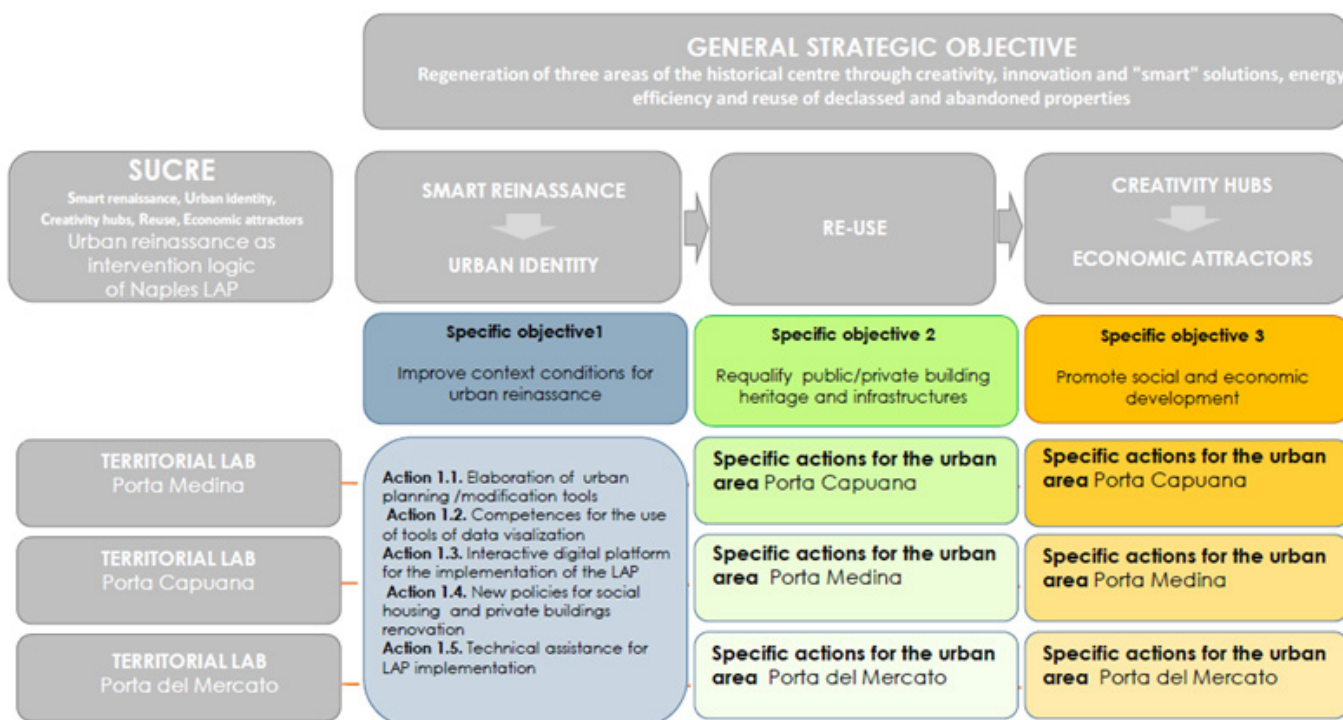 GENERAL STRATEGIC OBJECTIVE
Regeneration of three areas of the historical centre through creativity, innovation and "smart" solutions, energy
efficiency and reuse of declassed and abandoned properties
SUCRE
Smart renaissance, Urban identity,
Creativity hubs, Reuse, Economic attractors
Urban reinassance as
intervention logic
of Naples LAP
SMART REINASSANCE
URBAN IDENTITY
RE-USE
CREATIVITY HUBS
ECONOMIC ATTRACTORS
Specific objective1
Improve context conditions for
urban reinassance
Specific objective 2
Requalify public/private building
heritage and infrastructures
Specific objective 3
Promote social and economic
development
TERRITORIAL LAB
Porta Medina
TERRITORIAL LAB
Porta Capuana
TERRITORIAL LAB
Porta del Mercato
Action 1.1. Elaboration of urban
planning /modification tools
Action 1.2. Competences for the use
of tools of data visalization
Action 1.3. Interactive digital platform
for the implementation of the LAP
Action 1.4. New policies for social
housing and private buildings
renovation
Action 1.5. Technical assistance for
LAP implementation
Specific actions for the urban
area Porta Capuana
Specific actions for the urban
area Porta Capuana
Specific actions for the urban
area Porta Medina
Specific actions for the urban
area Porta Medina
Specific actions for the urban
area Porta del Mercato
Specific actions for the urban
area Porta del Mercato